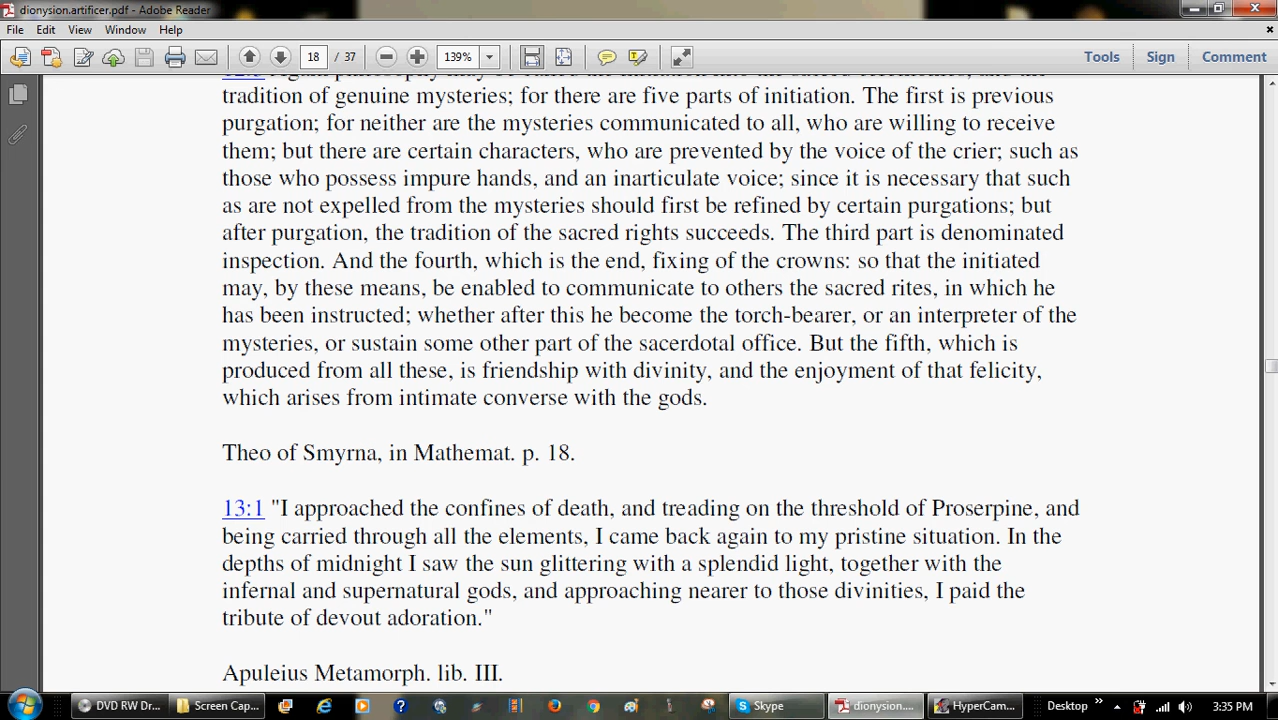 dionysion.artificer.pdf - Adobe Reader
File Edit View Window Help
18 / 37 139% Tools Sign Comment
tradition of genuine mysteries; for there are five parts of initiation. The first is previous
purgation; for neither are the mysteries communicated to all, who are willing to receive
them; but there are certain characters, who are prevented by the voice of the crier; such as
those who possess impure hands, and an inarticulate voice; since it is necessary that such
as are not expelled from the mysteries should first be refined by certain purgations; but
after purgation, the tradition of the sacred rights succeeds. The third part is denominated
inspection. And the fourth, which is the end, fixing of the crowns: so that the initiated
may, by these means, be enabled to communicate to others the sacred rites, in which he
has been instructed; whether after this he become the torch-bearer, or an interpreter of the
mysteries, or sustain some other part of the sacerdotal office. But the fifth, which is
produced from all these, is friendship with divinity, and the enjoyment of that felicity,
which arises from intimate converse with the gods.
Theo of Smyrna, in Mathemat. p. 18.
13:1 "I approached the confines of death, and treading on the threshold of Proserpine, and
being carried through all the elements, I came back again to my pristine situation. In the
depths of midnight I saw the sun glittering with a splendid light, together with the
infernal and supernatural gods, and approaching nearer to those divinities, I paid the
tribute of devout adoration."
Apuleius Metamorph. lib. III.
DVD RW Dr... Screen Cap... Skype dionysion.... HyperCam... Desktop 3:35 PM